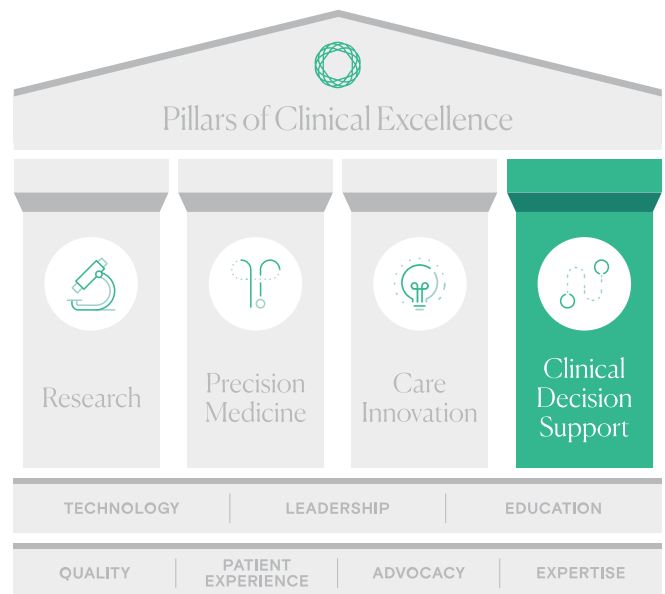 Pillars of Clinical Excellence
Research
Precision
Medicine
Care
Innovation
Clinical
Decision
Support
TECHNOLOGY
LEADERSHIP
EDUCATION
QUALITY
PATIENT
EXPERIENCE
ADVOCACY
EXPERTISE